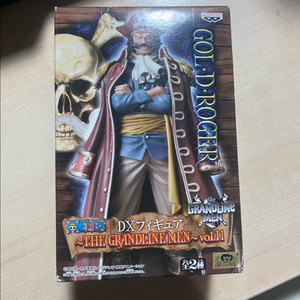 GOL·D·ROGER
THE
GRANDLINE
MEN
ONE PIECE
DXフィギュア
~THE GRANDLINE MEN~ vol.11
全2種